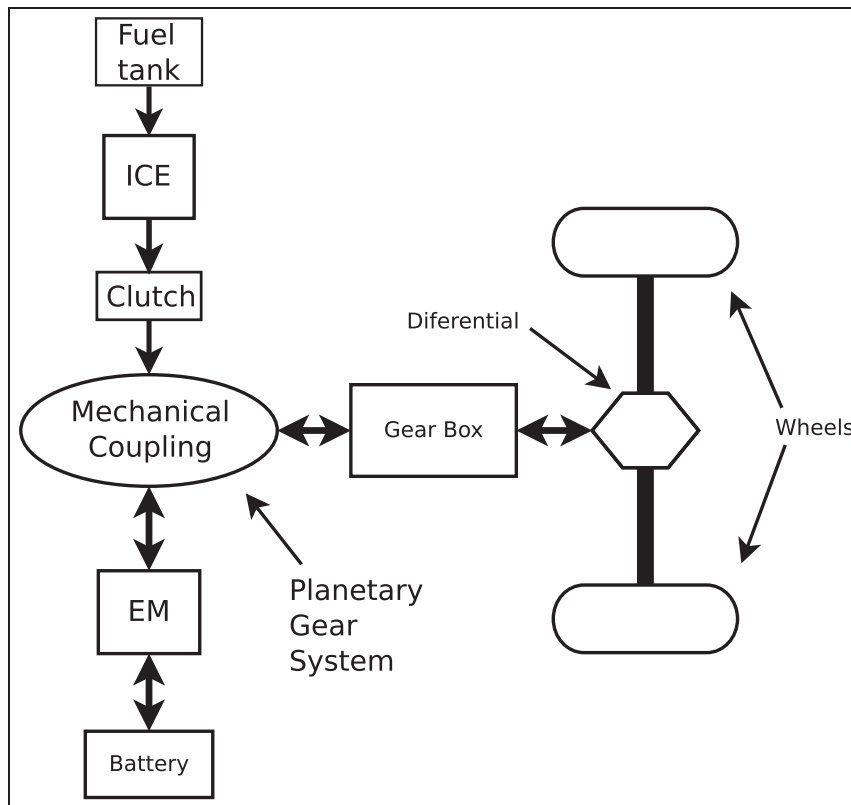 Fuel
tank
ICE
Clutch
Diferential
Mechanical
Coupling
Gear Box
Wheels
EM
Planetary
Gear
System
Battery